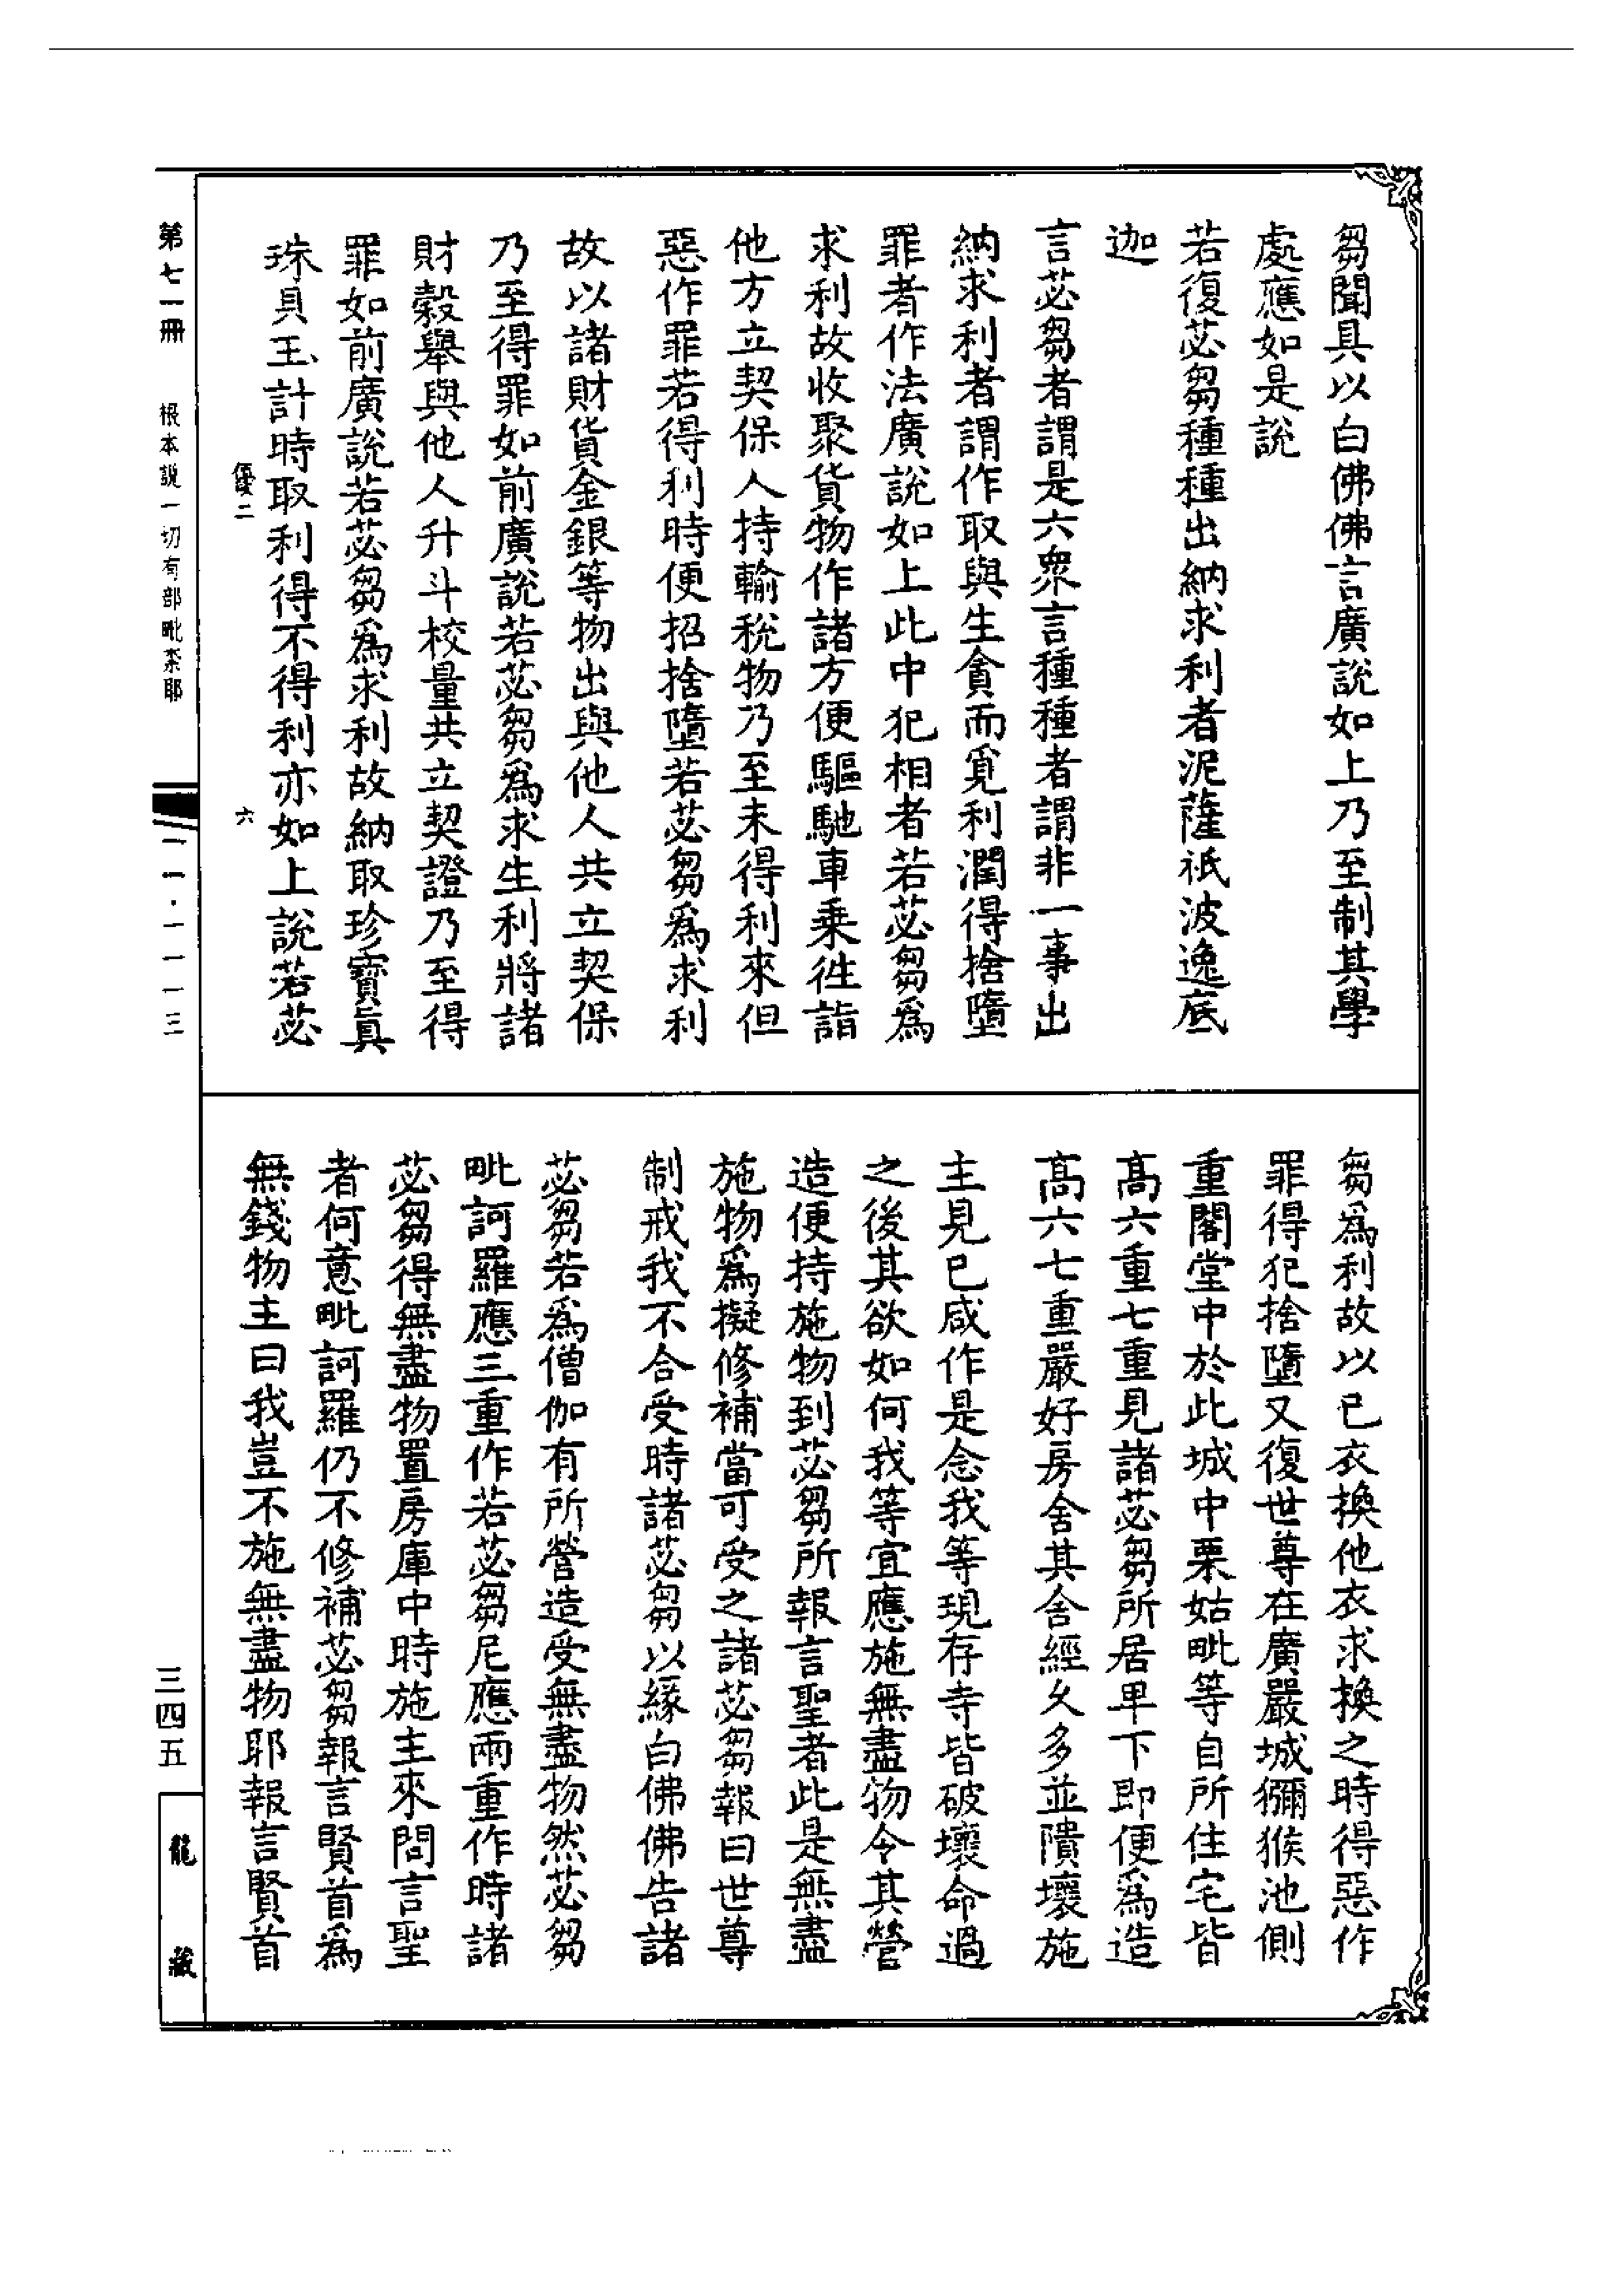 芻聞具以白佛佛言廣說如上乃至制其學
處應如是說
若復苾芻種種出納求利者泥薩祇波逸底
迦
言苾芻者謂是六衆言種種者謂非一事出
納求利者謂作取與生貪而覓利潤得捨墮
罪者作法廣說如上此中犯相者若苾芻爲
求利故收聚貨物作諸方便驅馳車乗徃詣
他方立契保人持輸稅物乃至未得利來但
惡作罪若得利時便招捨墮若苾芻爲求利
故以諸財貨金銀等物出與他人共立契保
乃至得罪如前廣說若苾芻爲求生利將諸
財穀舉與他人升斗校量共立契證乃至得
罪如前廣說若苾芻爲求利故納取珍寶眞
珠貝玉計時取利得不得利亦如上說若苾
優二 六
芻爲利故以已衣換他衣求換之時得惡作
罪得犯捨墮又復世尊在廣嚴城獼猴池側
重閣堂中於此城中栗姑毗等自所住宅皆
高六重七重見諸苾芻所居卑下即便爲造
高六七重嚴好房舍其舍經久多並隤壞施
主見已咸作是念我等現存寺皆破壞命過
之後其欲如何我等宜應施無盡物令其營
造便持施物到苾芻所報言聖者此是無盡
施物爲擬修補當可受之諸苾芻報曰世尊
制戒我不合受時諸苾芻以緣白佛佛告諸
苾芻若爲僧伽有所營造受無盡物然苾芻
毗訶羅應三重作若苾芻尼應兩重作時諸
苾芻得無盡物置房庫中時施主來問言聖
者何意毗訶羅仍不修補苾芻報言賢首爲
無錢物主曰我豈不施無盡物耶報言賢首
第七一冊 根本說一切有部毗柰耶 一一·一一一三 三四五 龍藏